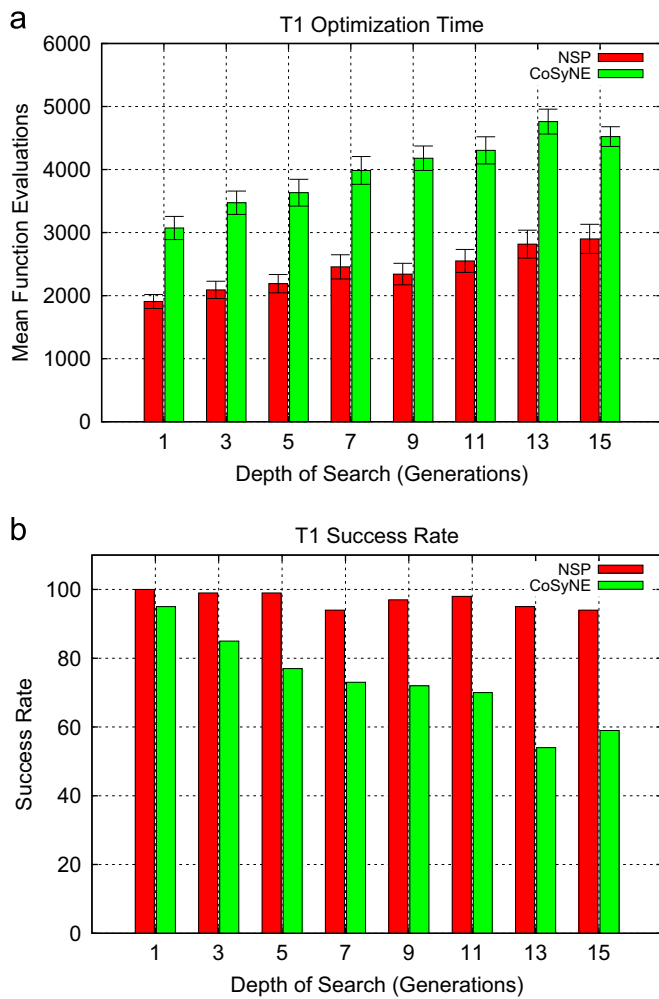 a
T1 Optimization Time
NSP
CoSyNE
6000
5000
4000
3000
2000
1000
0
Mean Function Evaluations
1 3 5 7 9 11 13 15
Depth of Search (Generations)
b
T1 Success Rate
NSP
CoSyNE
100
80
60
40
20
0
Success Rate
1 3 5 7 9 11 13 15
Depth of Search (Generations)